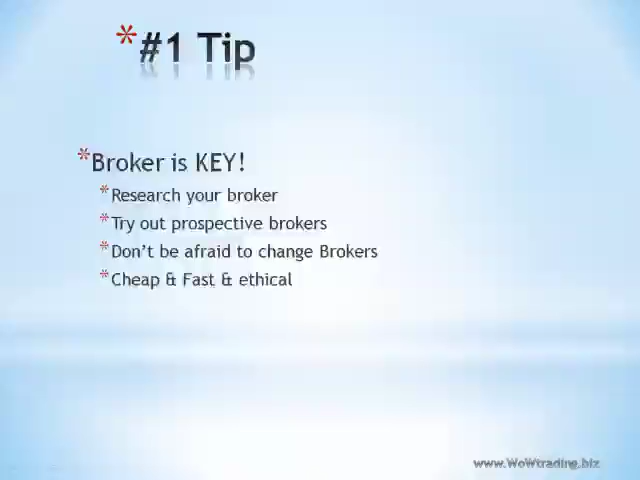 *#1 Tip
*Broker is KEY!
*Research your broker
*Try out prospective brokers
*Don't be afraid to change Brokers
*Cheap & Fast & ethical
www.WoWtrading.biz